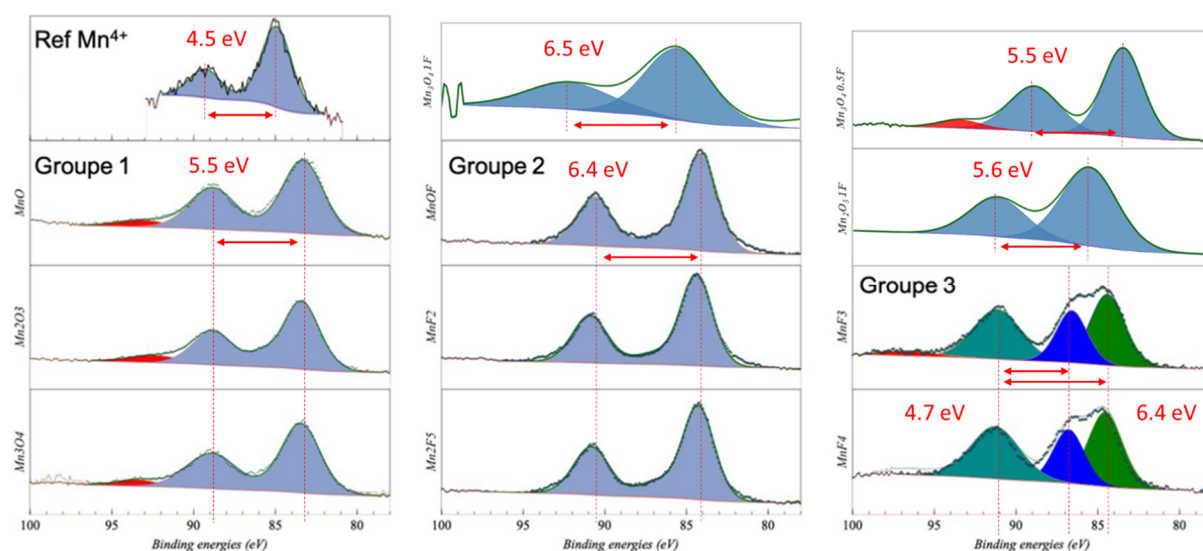 Ref Mn⁴⁺
4.5 eV
Groupe 1
5.5 eV
MnO
Mn2O3
Mn3O4
100 95 90 85 80
Binding energies (eV)
6.5 eV
Mn₃O₄ 1F
Groupe 2
6.4 eV
MnOF
MnF2
Mn2F5
100 95 90 85 80
Binding energies (eV)
5.5 eV
Mn₃O₄ 0.5F
5.6 eV
Mn₂O₃ 1F
Groupe 3
MnF3
4.7 eV 6.4 eV
MnF4
100 95 90 85 80
Binding energies (eV)